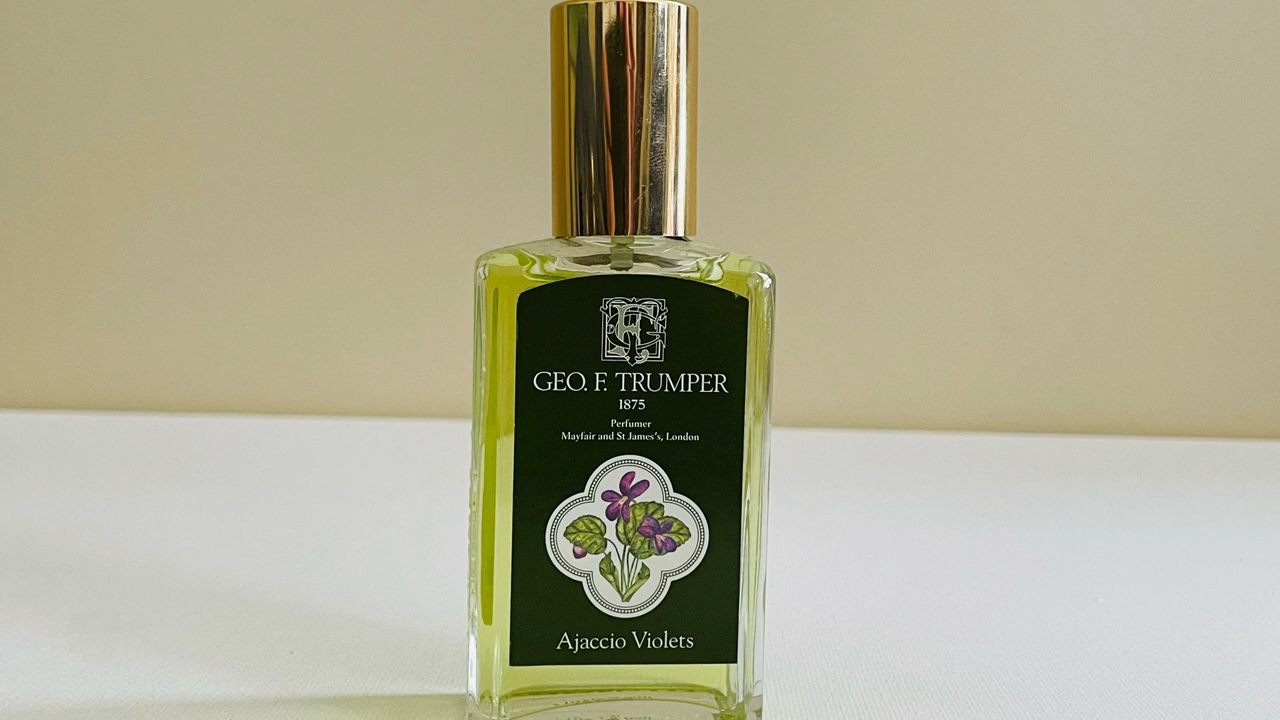 GEO. F. TRUMPER
1875
Perfumer
Mayfair and St James's, London
Ajaccio Violets